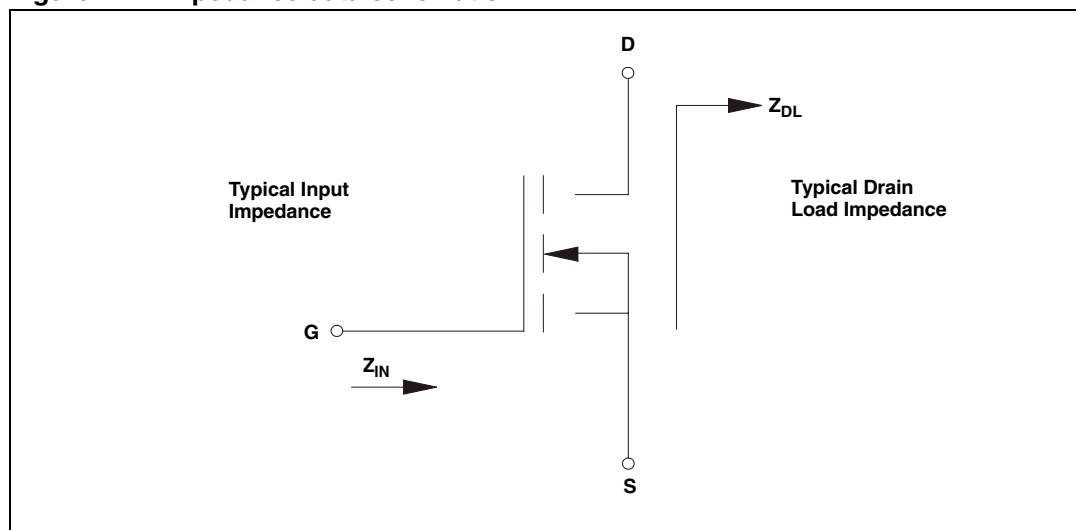 D
Z_DL
Typical Input
Impedance
Typical Drain
Load Impedance
G
Z_IN
S